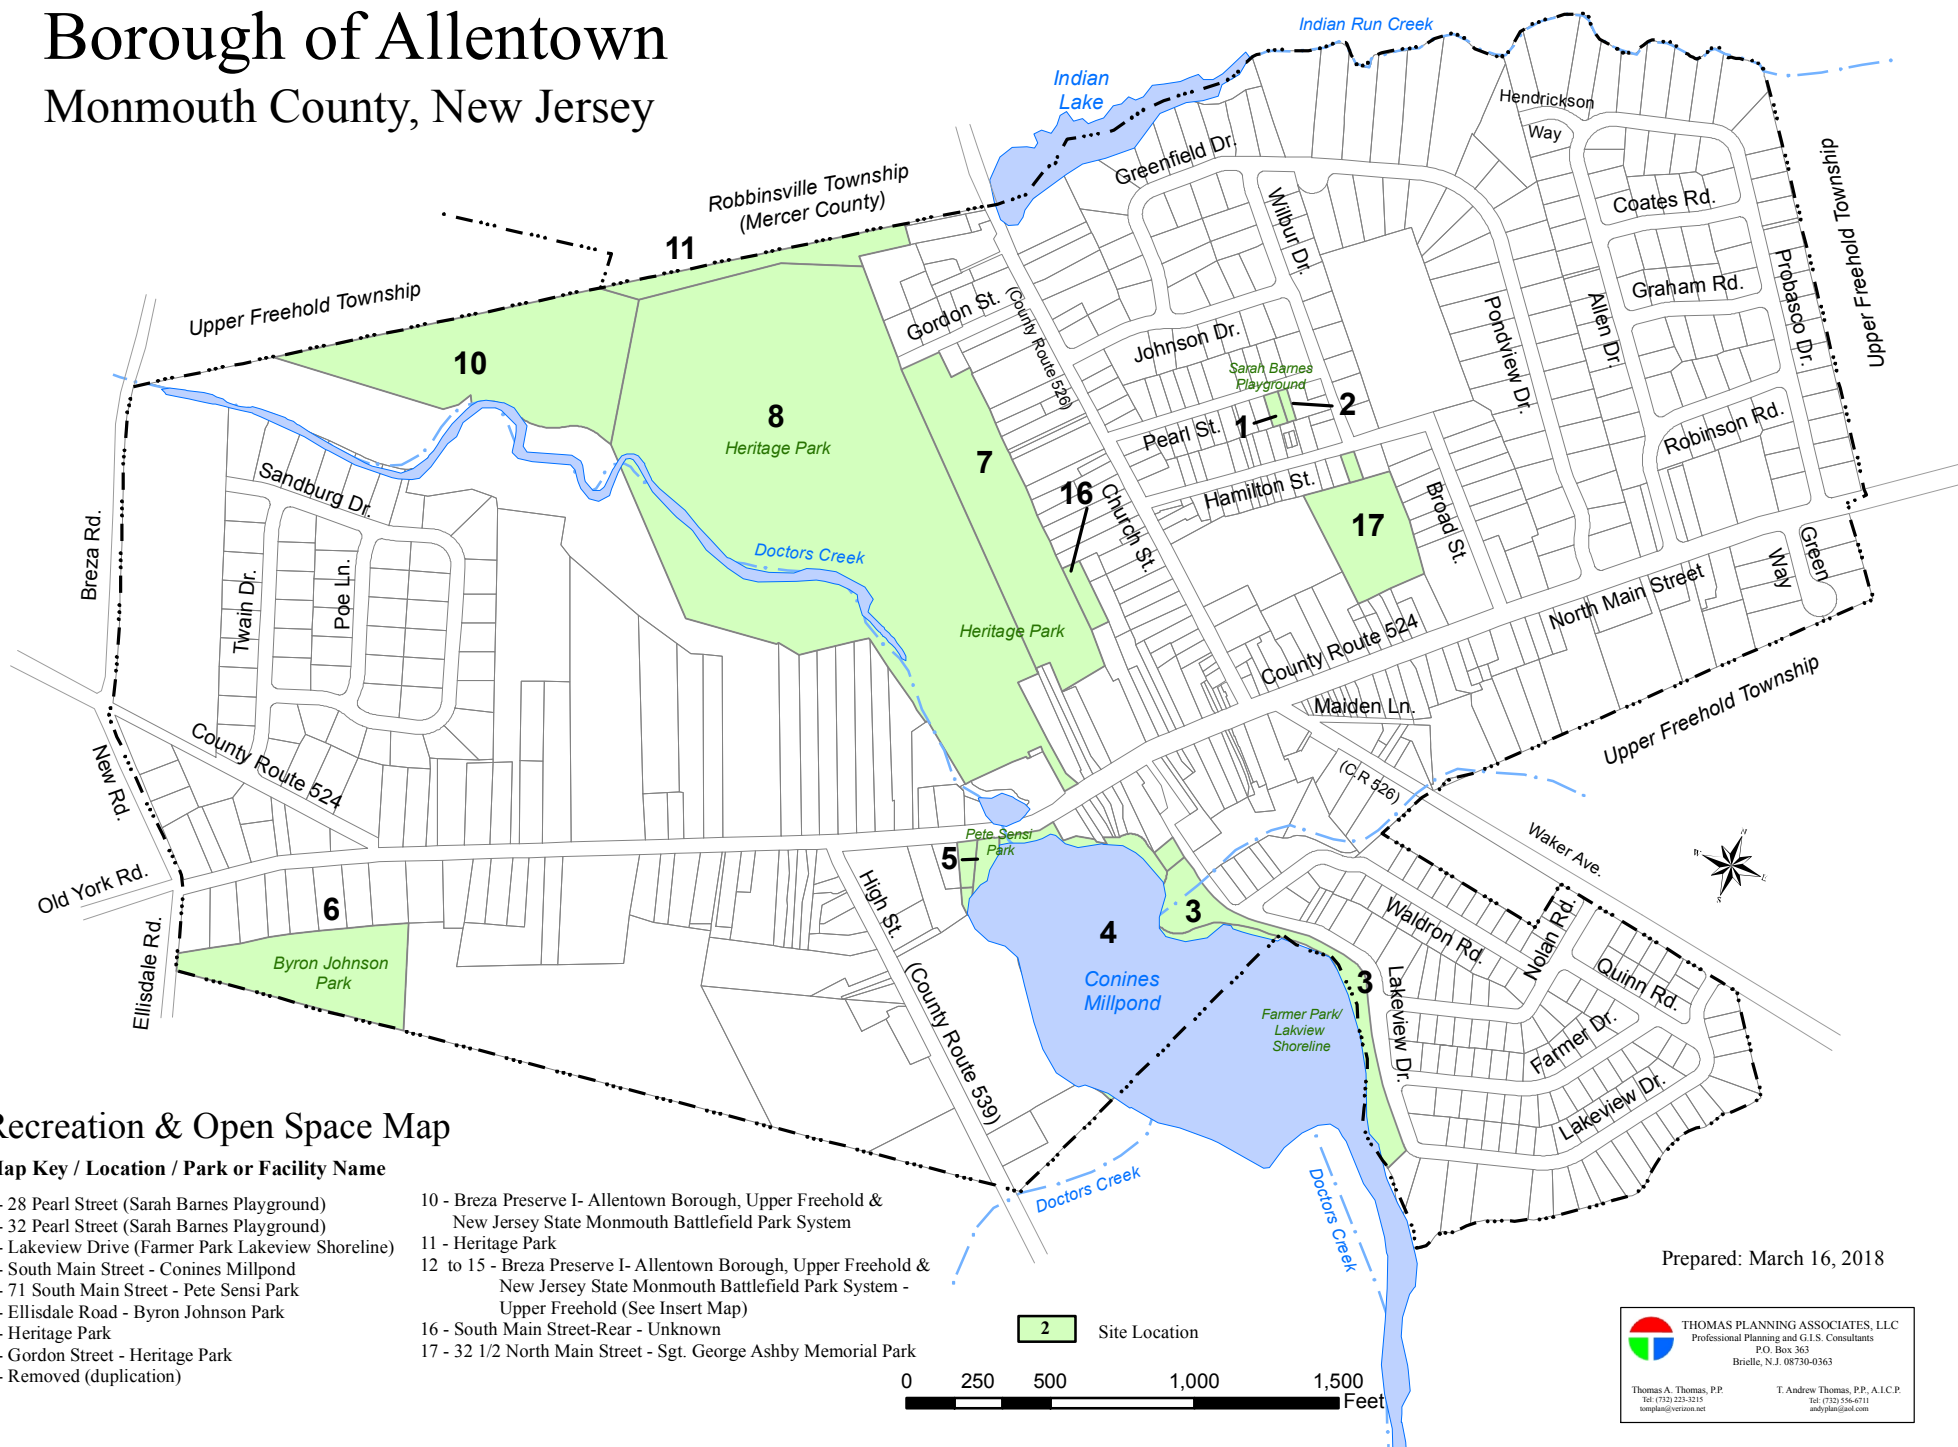 Borough of Allentown
Monmouth County, New Jersey
Indian Run Creek
Indian
Lake
Hendrickson
Way
Greenfield Dr.
Upper Freehold Township
Robbinsville Township
(Mercer County)
Wilbur Dr.
Coates Rd.
11
Probasco Dr.
Graham Rd.
Upper Freehold Township
Gordon St.
(County Route 526)
Pondview Dr.
Allen Dr.
Johnson Dr.
10
Sarah Barnes
Playground
8
Heritage Park
1
2
Pearl St.
Robinson Rd.
7
Sandburg Dr.
16
Church St.
Hamilton St.
Broad St.
17
Breza Rd.
Doctors Creek
Green
Way
Twain Dr.
Poe Ln.
North Main Street
Heritage Park
County Route 524
Maiden Ln.
Upper Freehold Township
New Rd.
County Route 524
(C.R 526)
Pete Sensi
Park
5
Waker Ave.
N
W
E
S
Old York Rd.
High St.
6
3
Waldron Rd.
Nolan Rd.
4
Ellisdale Rd.
Byron Johnson
Park
Conines
Millpond
3
Quinn Rd.
Lakeview Dr.
Farmer Park/
Lakview
Shoreline
(County Route 539)
Farmer Dr.
Lakeview Dr.
Doctors Creek
Doctors Creek
Recreation & Open Space Map
Map Key / Location / Park or Facility Name
- 28 Pearl Street (Sarah Barnes Playground)
- 32 Pearl Street (Sarah Barnes Playground)
- Lakeview Drive (Farmer Park Lakeview Shoreline)
- South Main Street - Conines Millpond
- 71 South Main Street - Pete Sensi Park
- Ellisdale Road - Byron Johnson Park
- Heritage Park
- Gordon Street - Heritage Park
- Removed (duplication)
10 - Breza Preserve I- Allentown Borough, Upper Freehold &
New Jersey State Monmouth Battlefield Park System
11 - Heritage Park
12 to 15 - Breza Preserve I- Allentown Borough, Upper Freehold &
New Jersey State Monmouth Battlefield Park System -
Upper Freehold (See Insert Map)
16 - South Main Street-Rear - Unknown
17 - 32 1/2 North Main Street - Sgt. George Ashby Memorial Park
2 Site Location
0 250 500 1,000 1,500
Feet
Prepared: March 16, 2018
THOMAS PLANNING ASSOCIATES, LLC
Professional Planning and G.I.S. Consultants
P.O. Box 363
Brielle, N.J. 08730-0363
Thomas A. Thomas, P.P.
Tel: (732) 223-3215
tomplan@verizon.net
T. Andrew Thomas, P.P., A.I.C.P.
Tel: (732) 556-6711
andyplan@aol.com